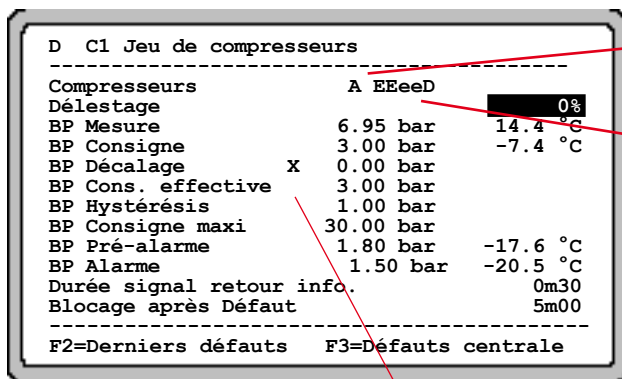 D  C1 Jeu de compresseurs
---------------------------------------------
Compresseurs A EEeeD
Délestage 0%
BP Mesure 6.95 bar 14.4 °C
BP Consigne 3.00 bar -7.4 °C
BP Décalage X 0.00 bar
BP Cons. effective 3.00 bar
BP Hystérésis 1.00 bar
BP Consigne maxi 30.00 bar
BP Pré-alarme 1.80 bar -17.6 °C
BP Alarme 1.50 bar -20.5 °C
Durée signal retour info. 0m30
Blocage après Défaut 5m00
-----------------------------------------------
F2=Derniers défauts F3=Défauts centrale